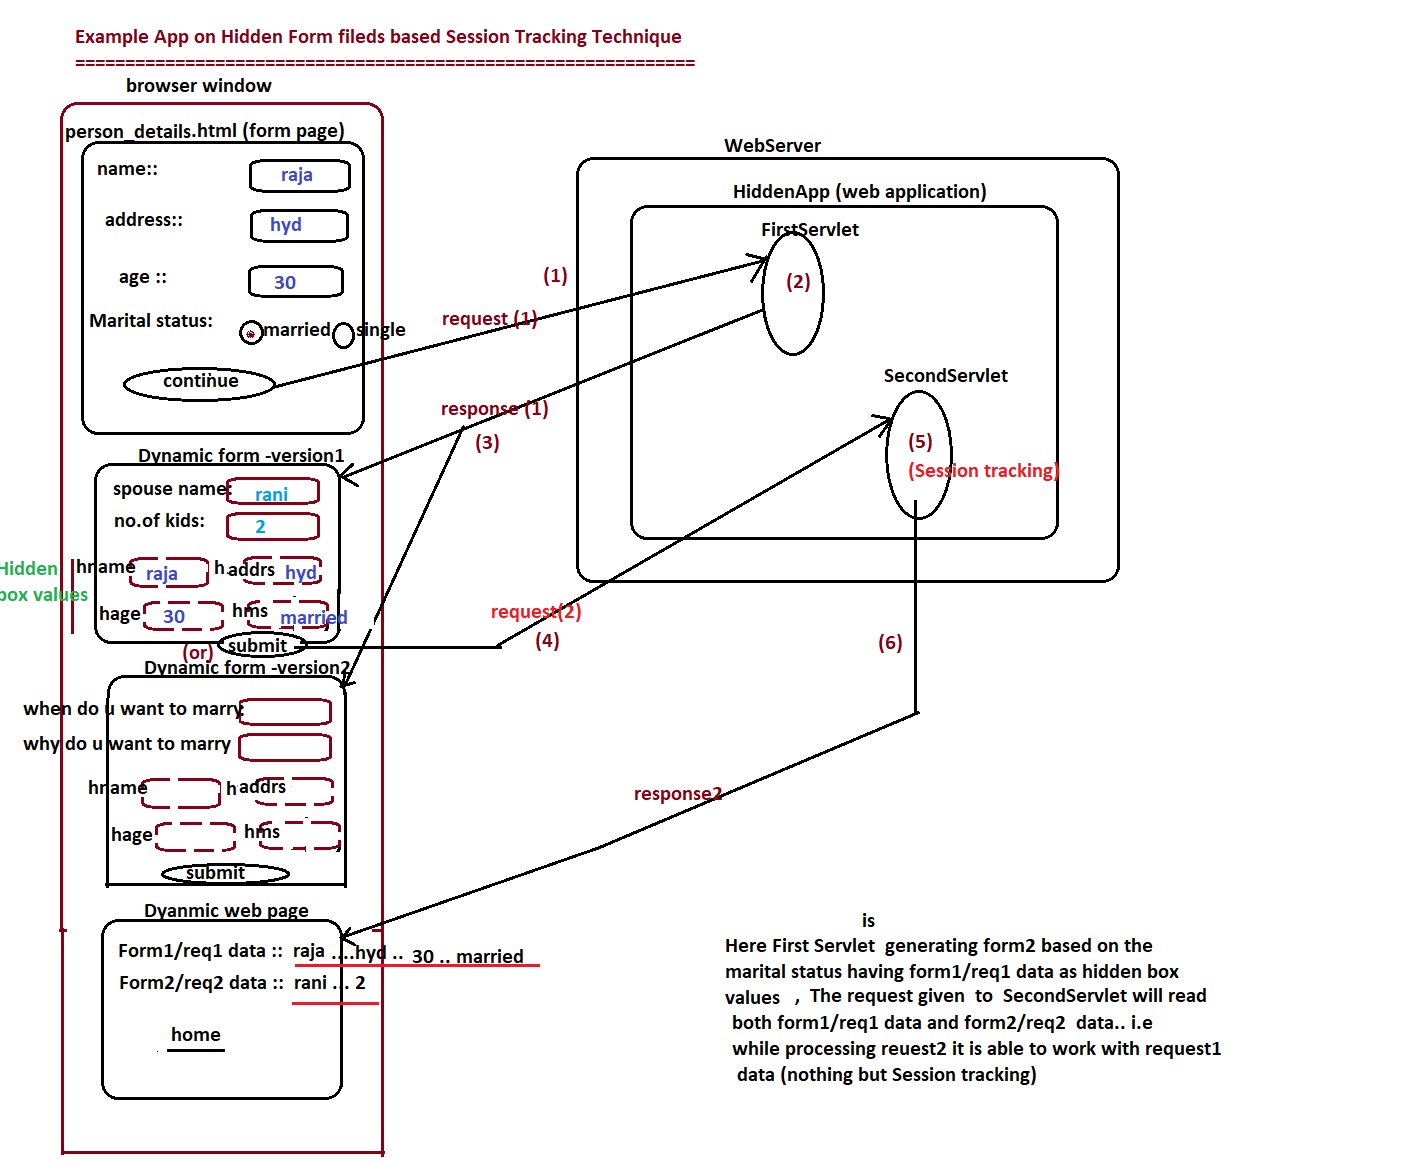 Example App on Hidden Form fileds based Session Tracking Technique
==============================================================
browser window
person_details.html (form page)
name:: raja
address:: hyd
age :: 30
Marital status: married single
continue
WebServer
HiddenApp (web application)
FirstServlet
(2)
(1)
request (1)
response (1)
(3)
SecondServlet
(5)
(Session tracking)
Dynamic form -version1
spouse name: rani
no.of kids: 2
Hidden
box values
hname raja h addrs hyd
hage 30 hms married
submit
request(2)
(4)
(6)
(or)
Dynamic form -version2
when do u want to marry:
why do u want to marry
hname h addrs
hage hms
submit
response2
Dyanmic web page
Form1/req1 data :: raja ....hyd .. 30 .. married
Form2/req2 data :: rani ... 2
home
is
Here First Servlet generating form2 based on the
marital status having form1/req1 data as hidden box
values , The request given to SecondServlet will read
both form1/req1 data and form2/req2 data.. i.e
while processing reuest2 it is able to work with request1
data (nothing but Session tracking)